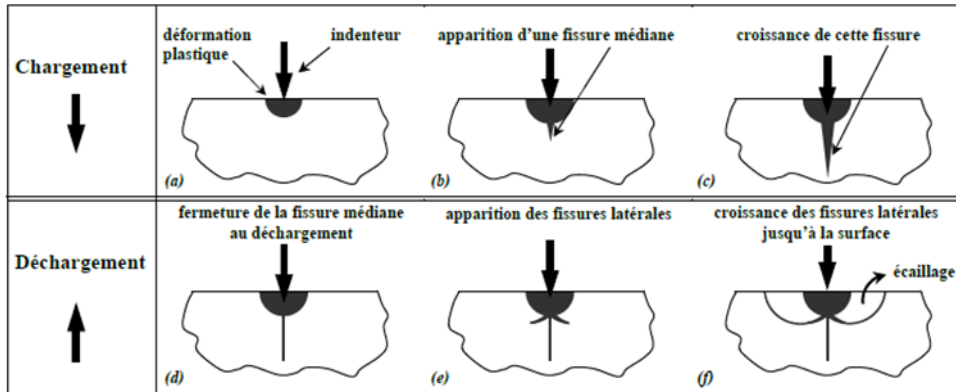 Chargement
déformation
plastique
indenteur
(a)
apparition d'une fissure médiane
(b)
croissance de cette fissure
(c)
Déchargement
fermeture de la fissure médiane
au déchargement
(d)
apparition des fissures latérales
(e)
croissance des fissures latérales
jusqu'à la surface
écaillage
(f)